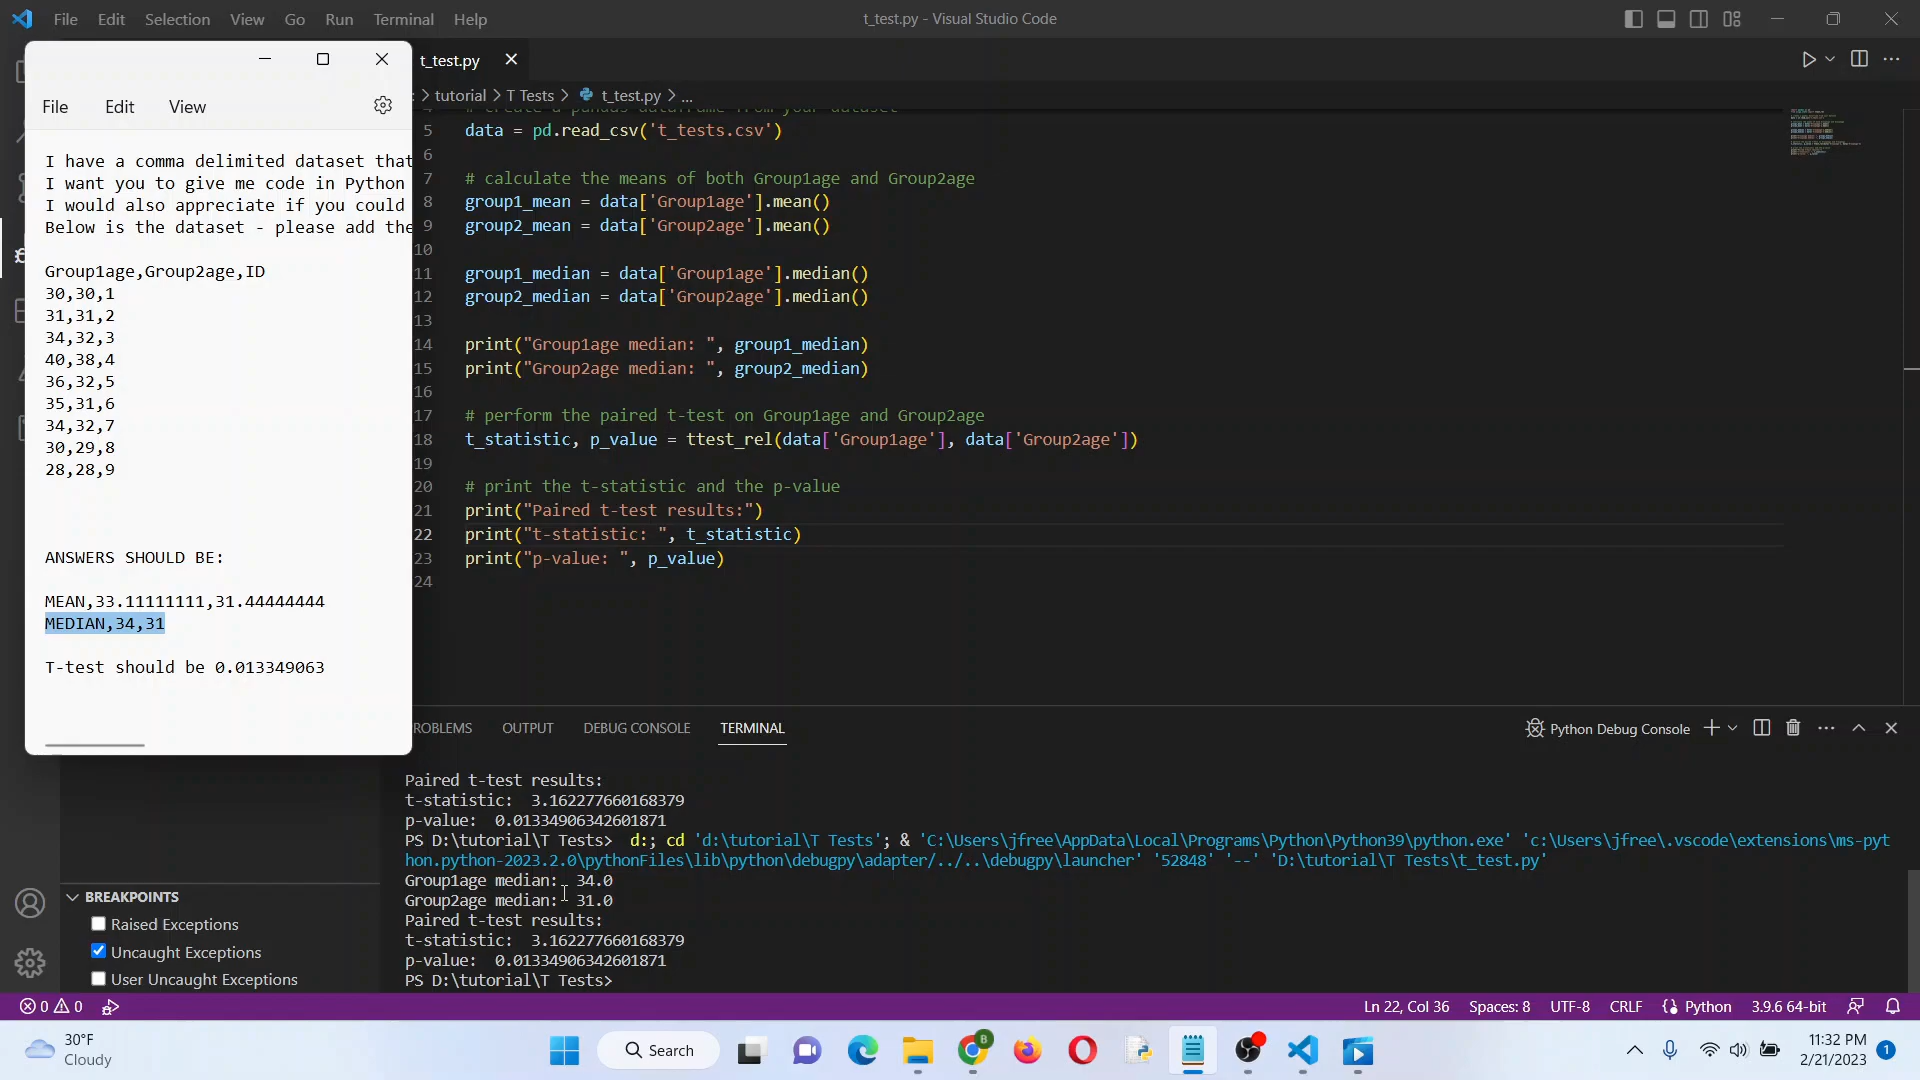 File Edit Selection View Go Run Terminal Help
t_test.py - Visual Studio Code
File Edit View
I have a comma delimited dataset that
I want you to give me code in Python
I would also appreciate if you could
Below is the dataset - please add the
Group1age,Group2age,ID
30,30,1
31,31,2
34,32,3
40,38,4
36,32,5
35,31,6
34,32,7
30,29,8
28,28,9
ANSWERS SHOULD BE:
MEAN,33.11111111,31.44444444
MEDIAN,34,31
T-test should be 0.013349063
t_test.py
: > tutorial > T Tests > t_test.py > ...
# create a pandas dataframe from your dataset
5 data = pd.read_csv('t_tests.csv')
6
7 # calculate the means of both Group1age and Group2age
8 group1_mean = data['Group1age'].mean()
9 group2_mean = data['Group2age'].mean()
10
11 group1_median = data['Group1age'].median()
12 group2_median = data['Group2age'].median()
13
14 print("Group1age median: ", group1_median)
15 print("Group2age median: ", group2_median)
16
17 # perform the paired t-test on Group1age and Group2age
18 t_statistic, p_value = ttest_rel(data['Group1age'], data['Group2age'])
19
20 # print the t-statistic and the p-value
21 print("Paired t-test results:")
22 print("t-statistic: ", t_statistic)
23 print("p-value: ", p_value)
24
ROBLEMS OUTPUT DEBUG CONSOLE TERMINAL
Python Debug Console
Paired t-test results:
t-statistic:  3.162277660168379
p-value:  0.01334906342601871
PS D:\tutorial\T Tests>  d:; cd 'd:\tutorial\T Tests'; & 'C:\Users\jfree\AppData\Local\Programs\Python\Python39\python.exe' 'c:\Users\jfree\.vscode\extensions\ms-pyt
hon.python-2023.2.0\pythonFiles\lib\python\debugpy\adapter/../..\debugpy\launcher' '52848' '--' 'D:\tutorial\T Tests\t_test.py'
Group1age median:  34.0
Group2age median:  31.0
Paired t-test results:
t-statistic:  3.162277660168379
p-value:  0.01334906342601871
PS D:\tutorial\T Tests>
BREAKPOINTS
Raised Exceptions
Uncaught Exceptions
User Uncaught Exceptions
0 0
Ln 22, Col 36 Spaces: 8 UTF-8 CRLF Python 3.9.6 64-bit
30°F
Cloudy
Search
B
11:32 PM
2/21/2023
1